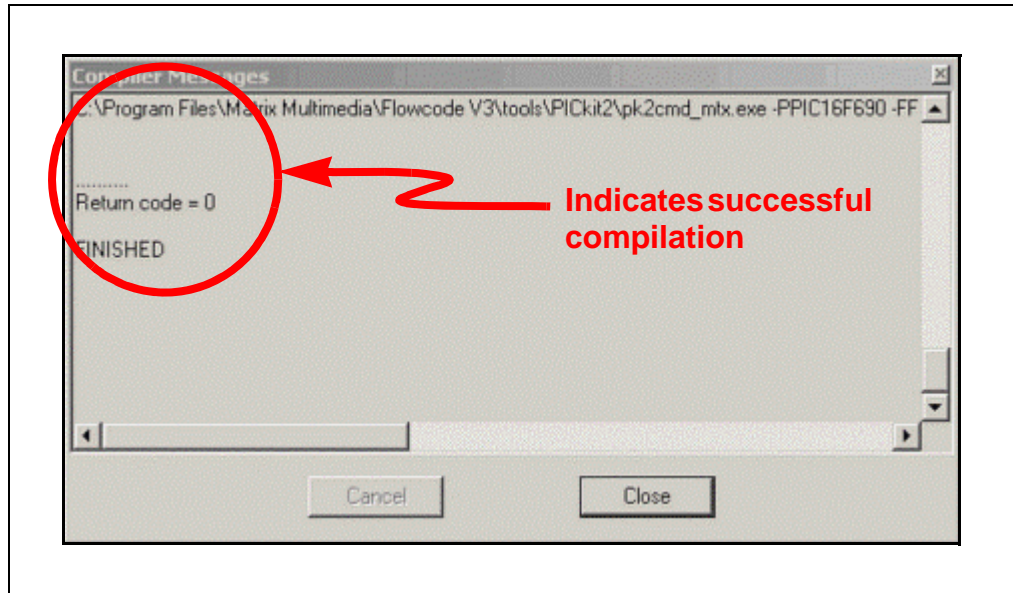 Compiler Messages
C:\Program Files\Matrix Multimedia\Flowcode V3\tools\PICkit2\pk2cmd_mtx.exe -PPIC16F690 -FF
..........
Return code = 0
Indicates successful
compilation
FINISHED
Cancel
Close